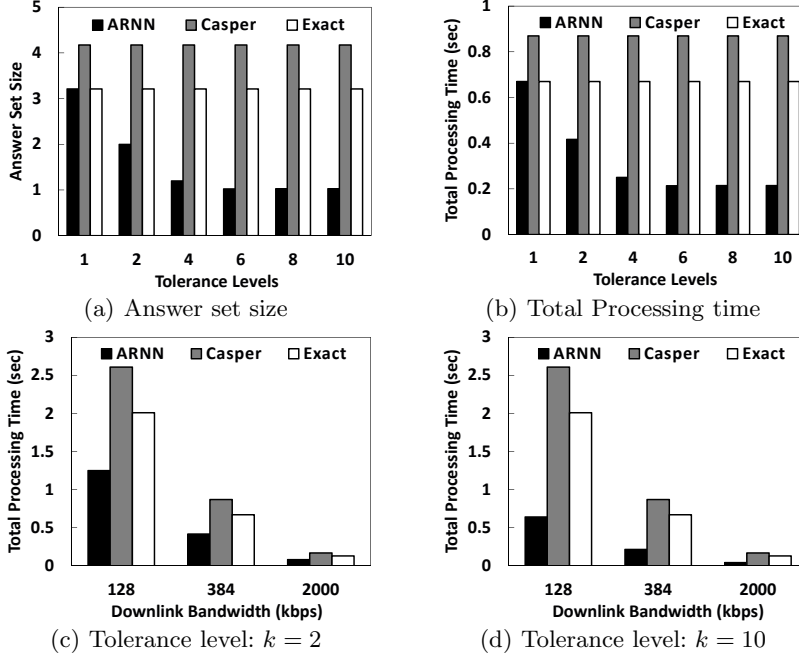 ARNN Casper Exact
5
4
3
2
1
0
Answer Set Size
1 2 4 6 8 10
Tolerance Levels
(a) Answer set size
ARNN Casper Exact
1
0.8
0.6
0.4
0.2
0
Total Processing Time (sec)
1 2 4 6 8 10
Tolerance Levels
(b) Total Processing time
ARNN Casper Exact
3
2.5
2
1.5
1
0.5
0
Total Processing Time (sec)
128 384 2000
Downlink Bandwidth (kbps)
(c) Tolerance level: k = 2
ARNN Casper Exact
3
2.5
2
1.5
1
0.5
0
Total Processing Time (sec)
128 384 2000
Downlink Bandwidth (kbps)
(d) Tolerance level: k = 10